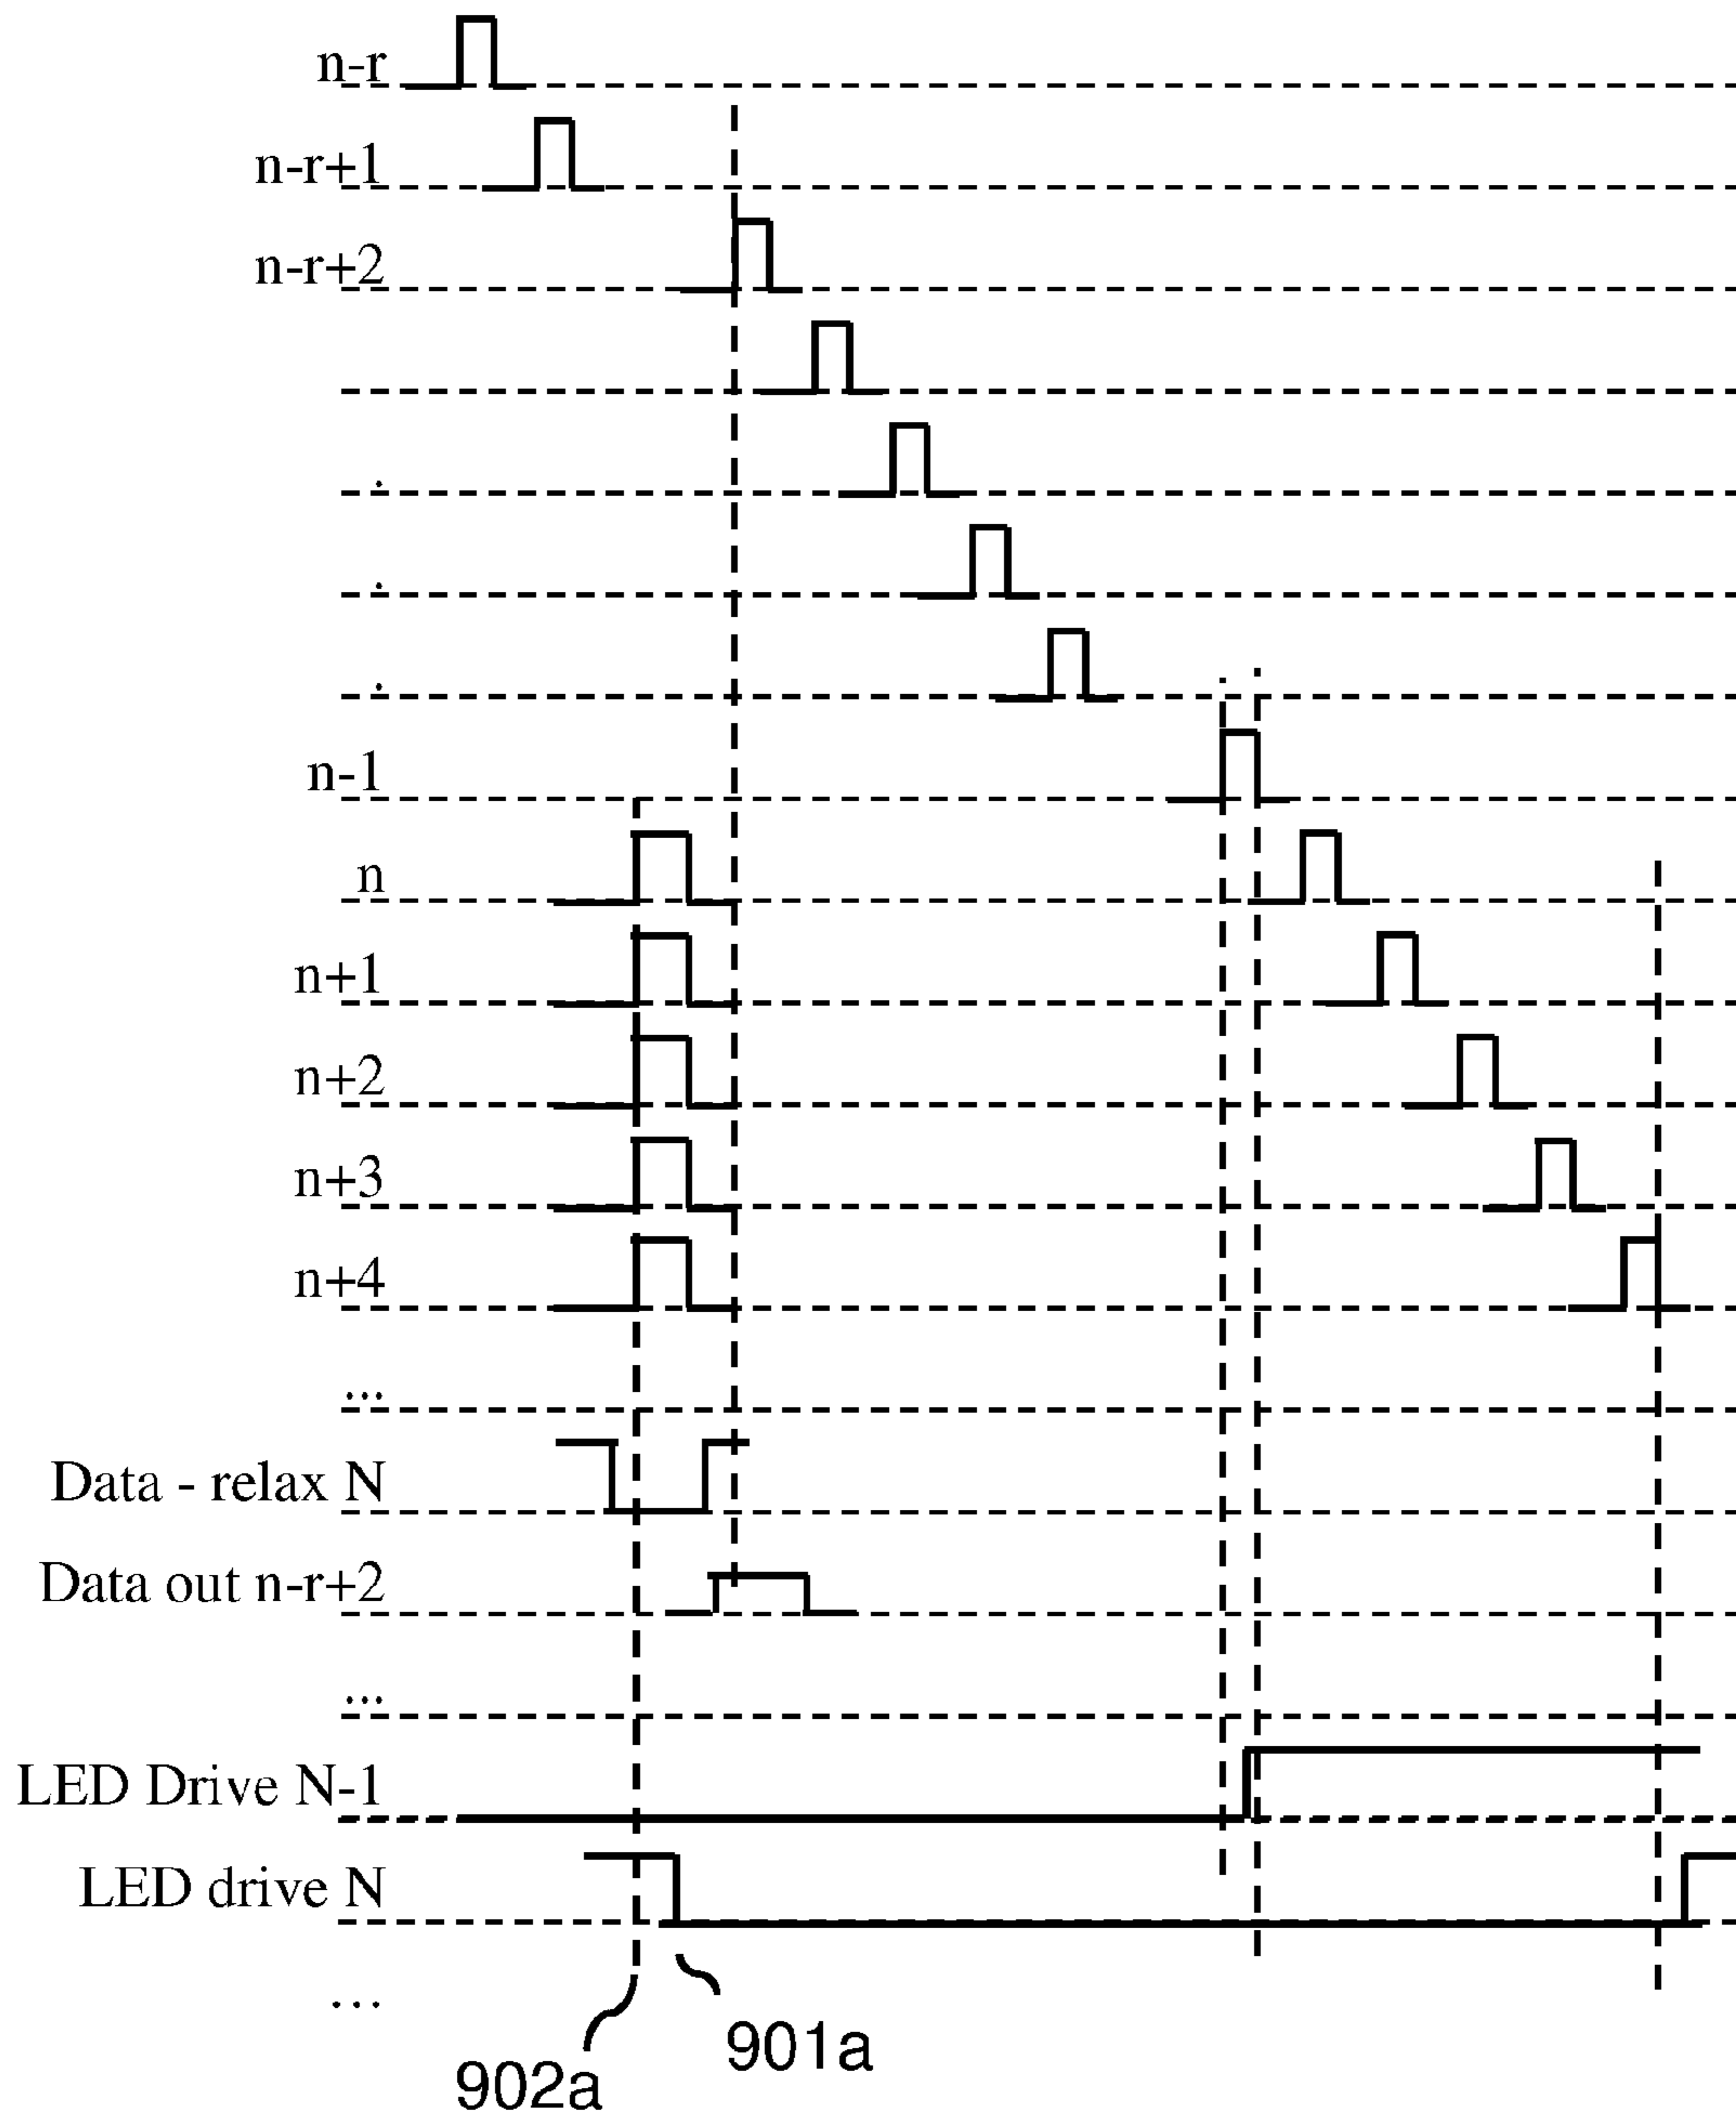 n-r
n-r+1
n-r+2
.
.
.
n-1
n
n+1
n+2
n+3
n+4
...
Data - relax N
Data out n-r+2
...
LED Drive N-1
LED drive N
...
901a
902a